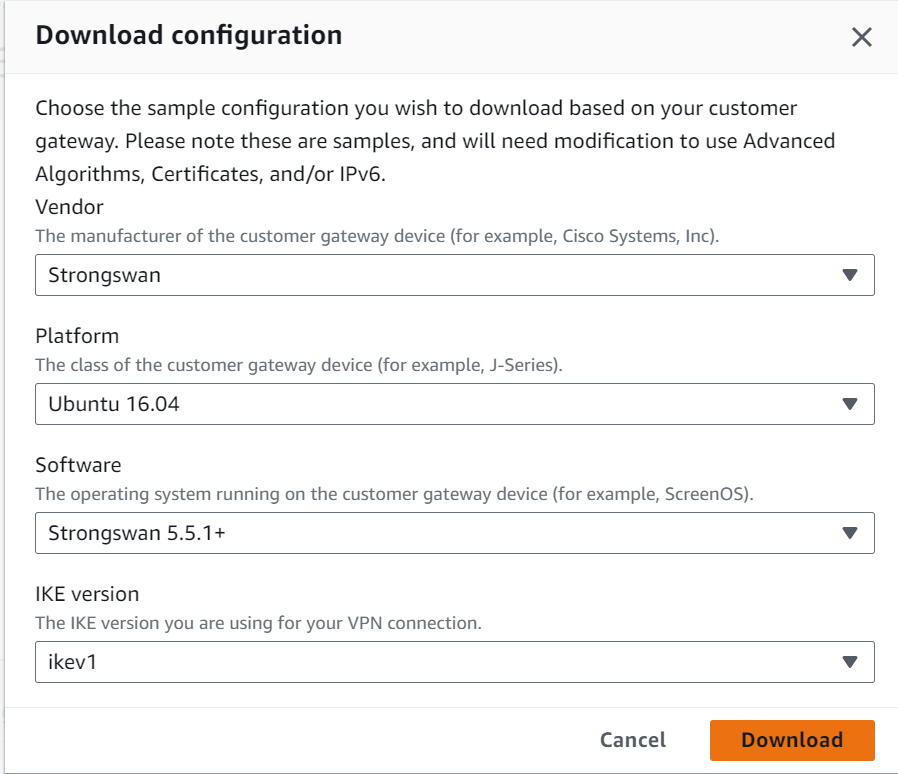 Download configuration
Choose the sample configuration you wish to download based on your customer
gateway. Please note these are samples, and will need modification to use Advanced
Algorithms, Certificates, and/or IPv6.
Vendor
The manufacturer of the customer gateway device (for example, Cisco Systems, Inc).
Strongswan
Platform
The class of the customer gateway device (for example, J-Series).
Ubuntu 16.04
Software
The operating system running on the customer gateway device (for example, ScreenOS).
Strongswan 5.5.1+
IKE version
The IKE version you are using for your VPN connection.
ikev1
Cancel
Download